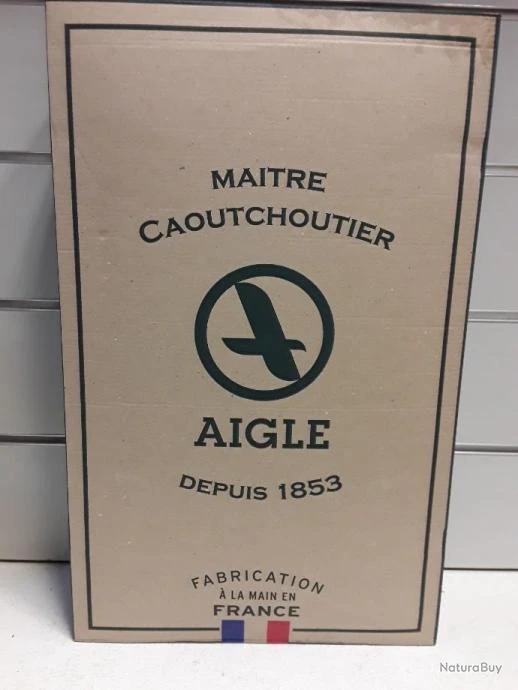 MAITRE
CAOUTCHOUTIER
AIGLE
DEPUIS 1853
FABRICATION
À LA MAIN EN
FRANCE
NaturaBuy